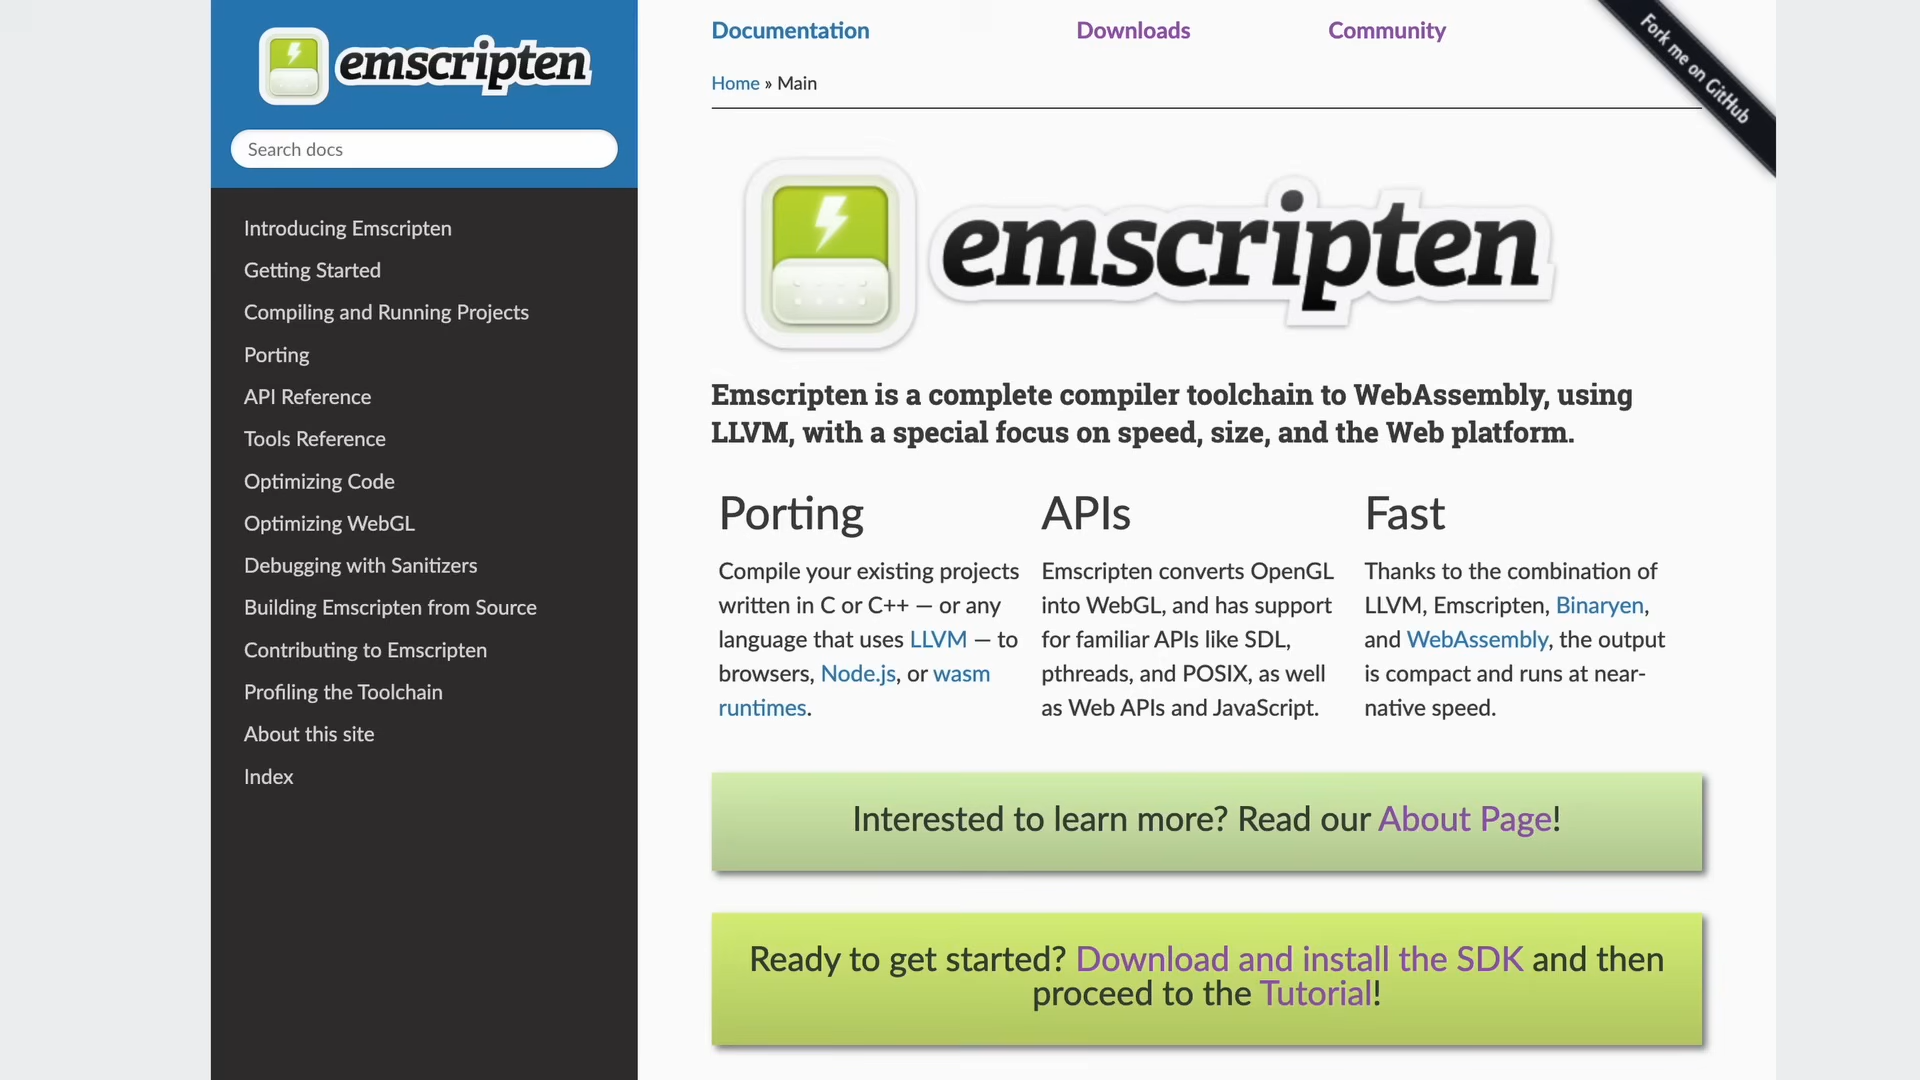 emscripten
Search docs
Introducing Emscripten
Getting Started
Compiling and Running Projects
Porting
API Reference
Tools Reference
Optimizing Code
Optimizing WebGL
Debugging with Sanitizers
Building Emscripten from Source
Contributing to Emscripten
Profiling the Toolchain
About this site
Index
Documentation
Downloads
Community
Fork me on GitHub
Home » Main
emscripten
Emscripten is a complete compiler toolchain to WebAssembly, using
LLVM, with a special focus on speed, size, and the Web platform.
Porting
Compile your existing projects
written in C or C++ — or any
language that uses LLVM — to
browsers, Node.js, or wasm
runtimes.
APIs
Emscripten converts OpenGL
into WebGL, and has support
for familiar APIs like SDL,
pthreads, and POSIX, as well
as Web APIs and JavaScript.
Fast
Thanks to the combination of
LLVM, Emscripten, Binaryen,
and WebAssembly, the output
is compact and runs at near-
native speed.
Interested to learn more? Read our About Page!
Ready to get started? Download and install the SDK and then
proceed to the Tutorial!